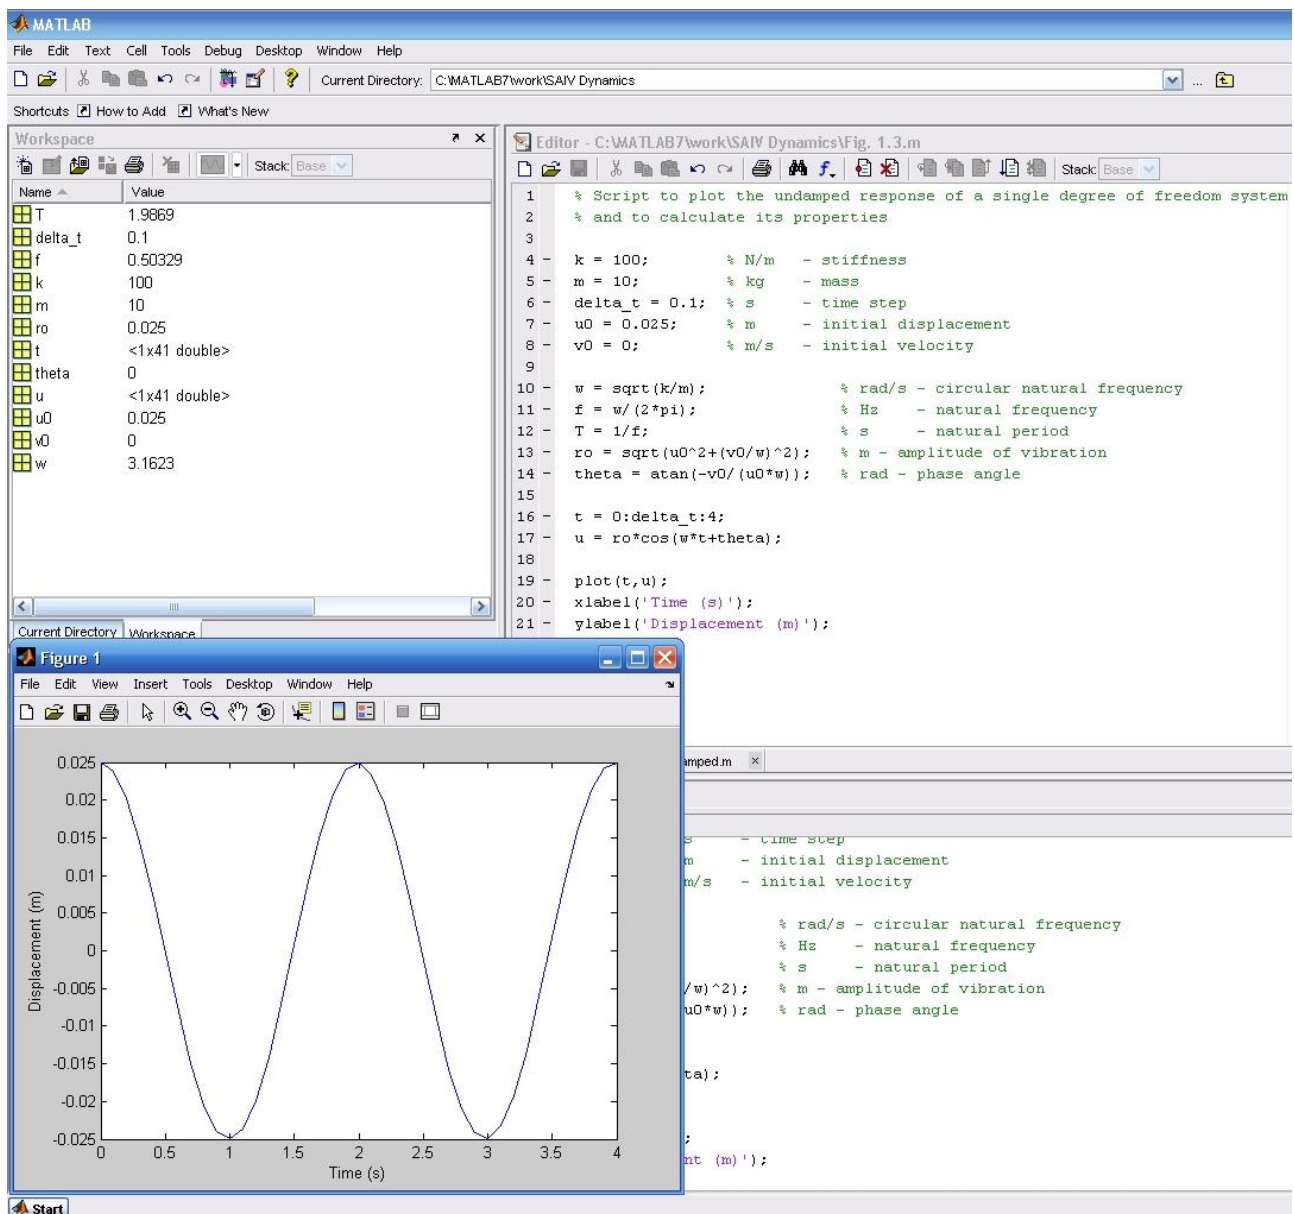 MATLAB
File Edit Text Cell Tools Debug Desktop Window Help
Current Directory: C:\MATLAB7\work\SAIV Dynamics
Shortcuts How to Add What's New
Workspace
Stack: Base
Name Value
T 1.9869
delta_t 0.1
f 0.50329
k 100
m 10
ro 0.025
t <1x41 double>
theta 0
u <1x41 double>
u0 0.025
v0 0
w 3.1623
Current Directory Workspace
Editor - C:\MATLAB7\work\SAIV Dynamics\Fig. 1.3.m
Stack: Base
1 % Script to plot the undamped response of a single degree of freedom system
2 % and to calculate its properties
3
4 - k = 100; % N/m - stiffness
5 - m = 10; % kg - mass
6 - delta_t = 0.1; % s - time step
7 - u0 = 0.025; % m - initial displacement
8 - v0 = 0; % m/s - initial velocity
9
10 - w = sqrt(k/m); % rad/s - circular natural frequency
11 - f = w/(2*pi); % Hz - natural frequency
12 - T = 1/f; % s - natural period
13 - ro = sqrt(u0^2+(v0/w)^2); % m - amplitude of vibration
14 - theta = atan(-v0/(u0*w)); % rad - phase angle
15
16 - t = 0:delta_t:4;
17 - u = ro*cos(w*t+theta);
18
19 - plot(t,u);
20 - xlabel('Time (s)');
21 - ylabel('Displacement (m)');
Figure 1
File Edit View Insert Tools Desktop Window Help
0.025
0.02
0.015
0.01
0.005
0
-0.005
-0.01
-0.015
-0.02
-0.025
Displacement (m)
0 0.5 1 1.5 2 2.5 3 3.5 4
Time (s)
amped.m
s - time step
m - initial displacement
m/s - initial velocity
% rad/s - circular natural frequency
% Hz - natural frequency
% s - natural period
/w)^2); % m - amplitude of vibration
u0*w)); % rad - phase angle
ta);
;
nt (m)');
Start